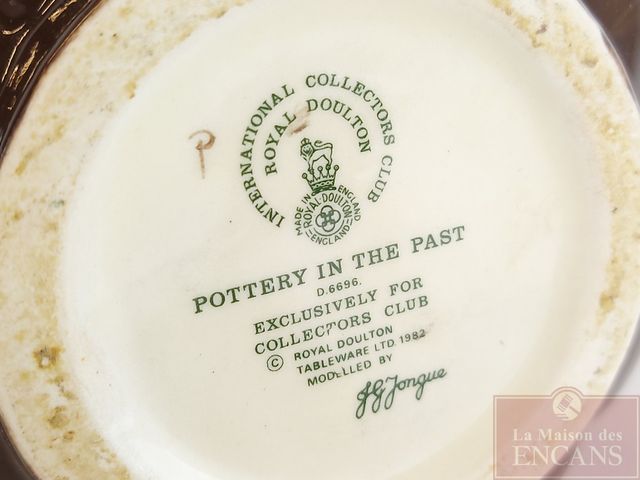 INTERNATIONAL COLLECTORS CLUB
ROYAL DOULTON
P
MADE IN ENGLAND
ROYAL·DOULTON
ENGLAND
POTTERY IN THE PAST
D.6696.
EXCLUSIVELY FOR
COLLECTORS CLUB
© ROYAL DOULTON
TABLEWARE LTD. 1982
MODELLED BY
JGJongue
La Maison des
ENCANS